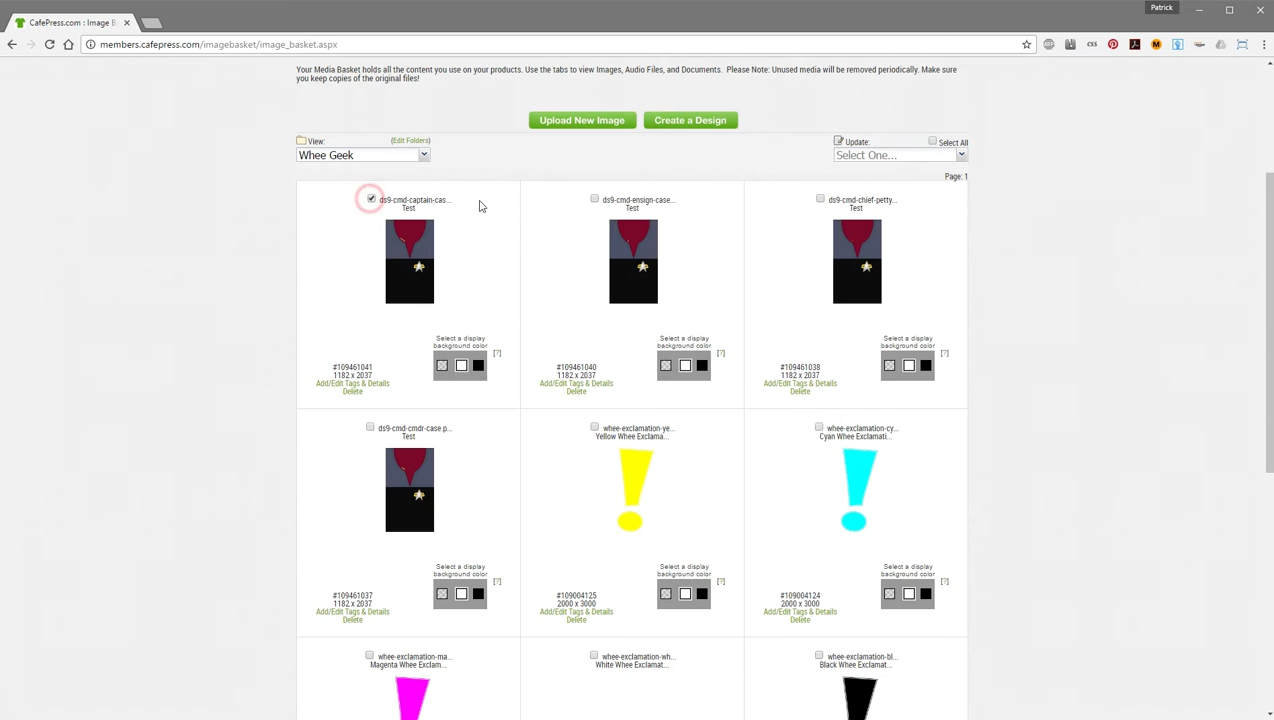 Patrick
CafePress.com : Image B
members.cafepress.com/imagebasket/image_basket.aspx
Your Media Basket holds all the content you use on your products. Use the tabs to view Images, Audio Files, and Documents. Please Note: Unused media will be removed periodically. Make sure
you keep copies of the original files!
Upload New Image Create a Design
View: (Edit Folders) Update: Select All
Whee Geek Select One...
Page: 1
ds9-cmd-captain-cas... ds9-cmd-ensign-case... ds9-cmd-chief-petty...
Test Test Test
Select a display Select a display Select a display
background color background color background color
[?] [?] [?]
#109461041 #109461040 #109461038
1182 x 2037 1182 x 2037 1182 x 2037
Add/Edit Tags & Details Add/Edit Tags & Details Add/Edit Tags & Details
Delete Delete Delete
ds9-cmd-cmdr-case.p... whee-exclamation-ye... whee-exclamation-cy...
Test Yellow Whee Exclama... Cyan Whee Exclamati...
Select a display Select a display Select a display
background color background color background color
[?] [?] [?]
#109461037 #109004125 #109004124
1182 x 2037 2000 x 3000 2000 x 3000
Add/Edit Tags & Details Add/Edit Tags & Details Add/Edit Tags & Details
Delete Delete Delete
whee-exclamation-ma... whee-exclamation-wh... whee-exclamation-bl...
Magenta Whee Exclam... White Whee Exclamat... Black Whee Exclamat...